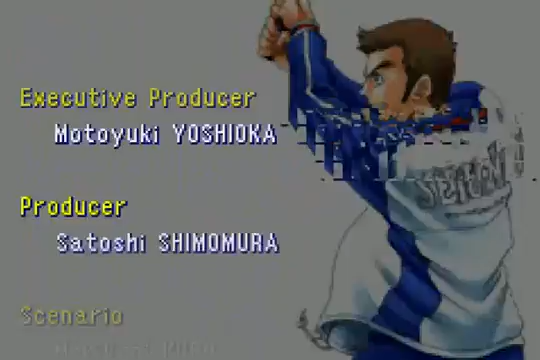 Executive Producer
Motoyuki YOSHIOKA
Producer
Satoshi SHIMOMURA
Scenario